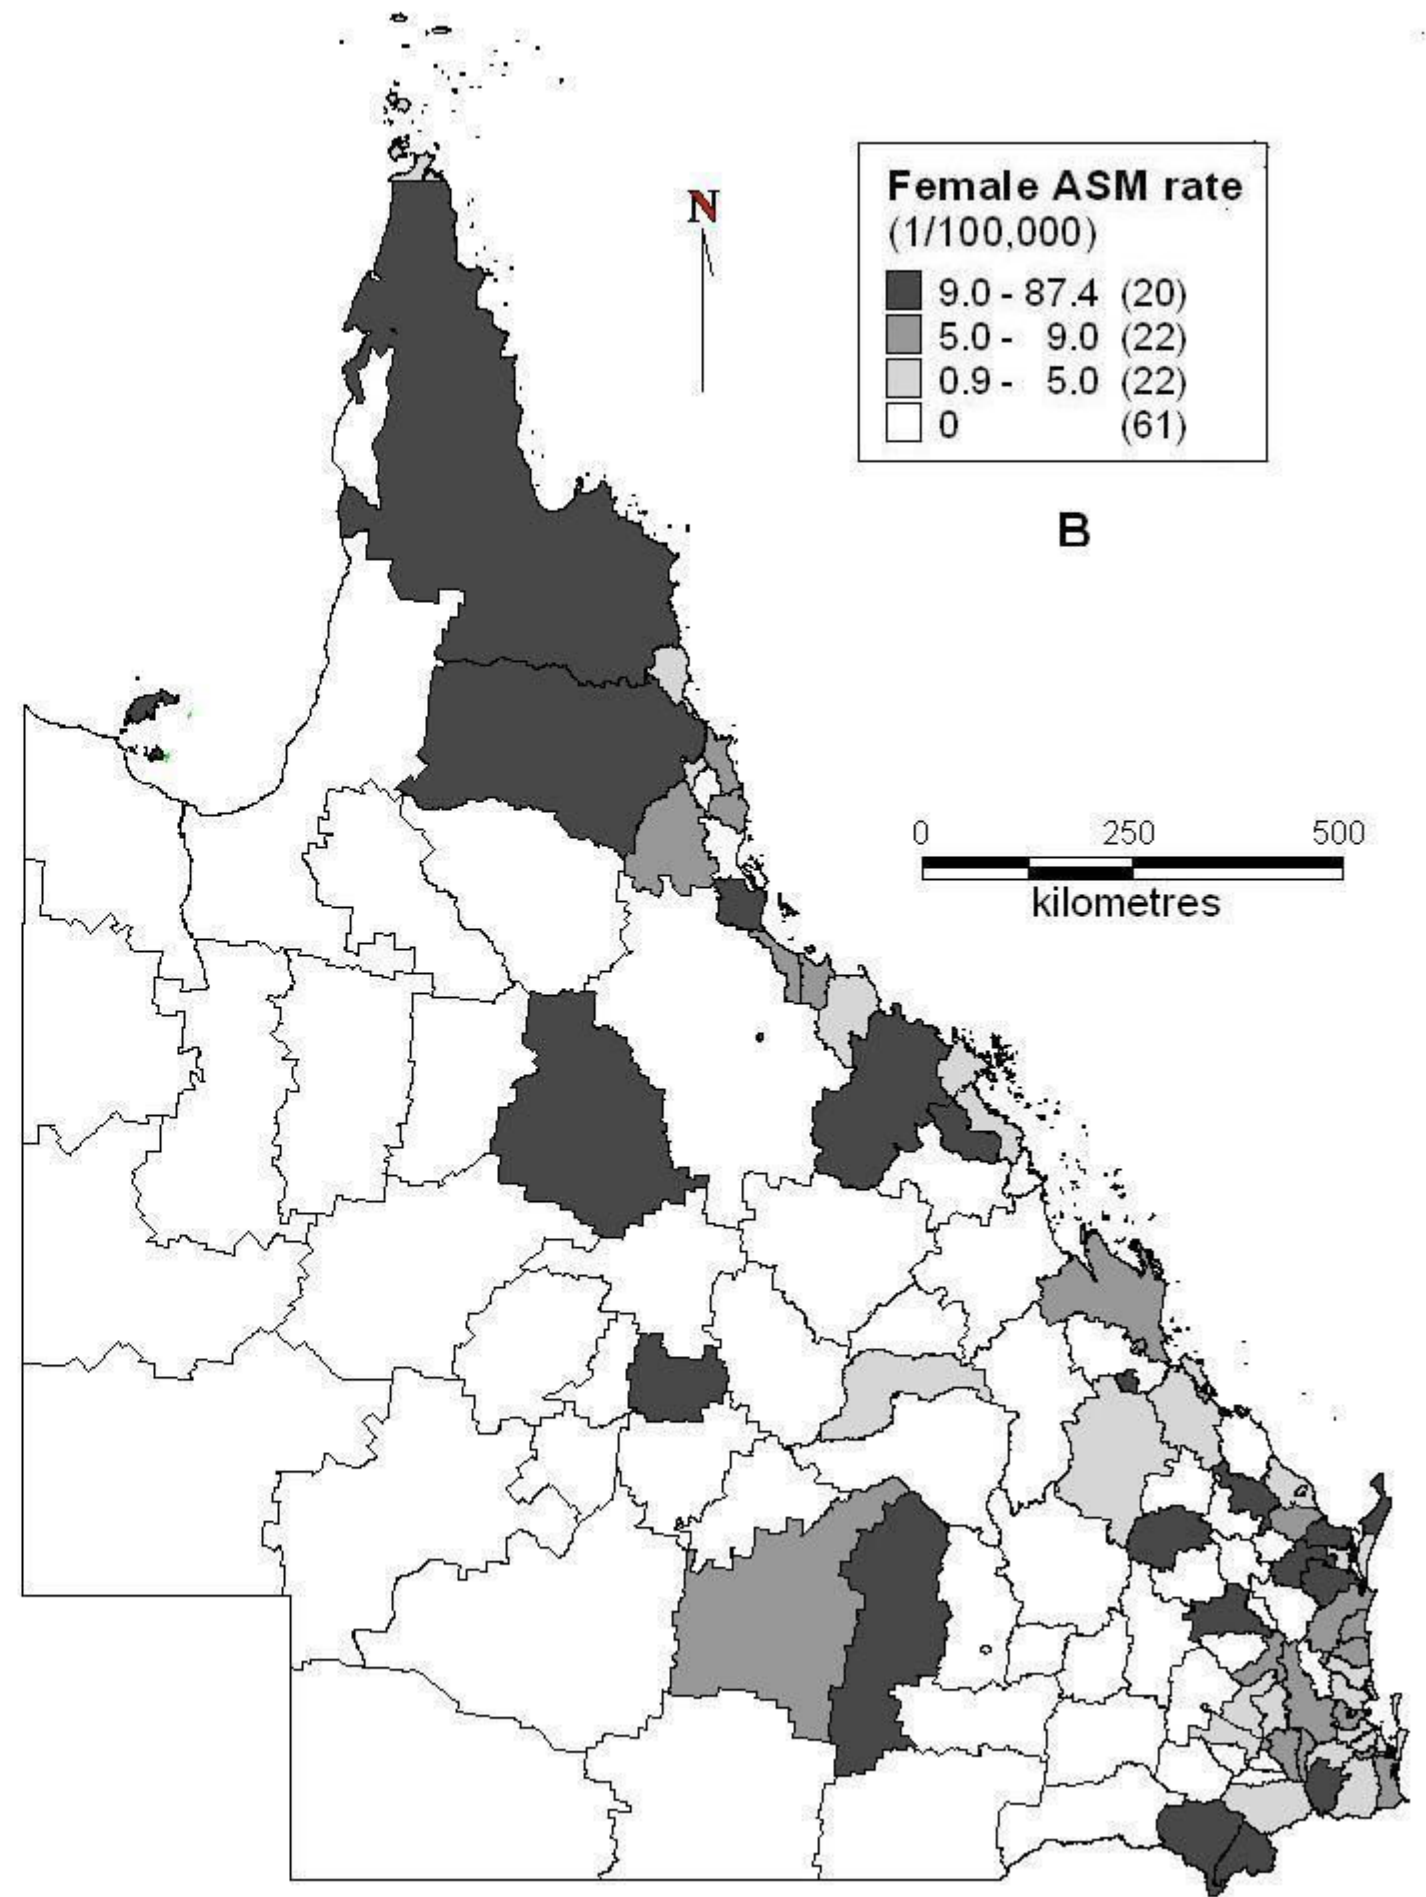 N
Female ASM rate
(1/100,000)
9.0 - 87.4 (20)
5.0 - 9.0 (22)
0.9 - 5.0 (22)
0 (61)
B
0 250 500
kilometres